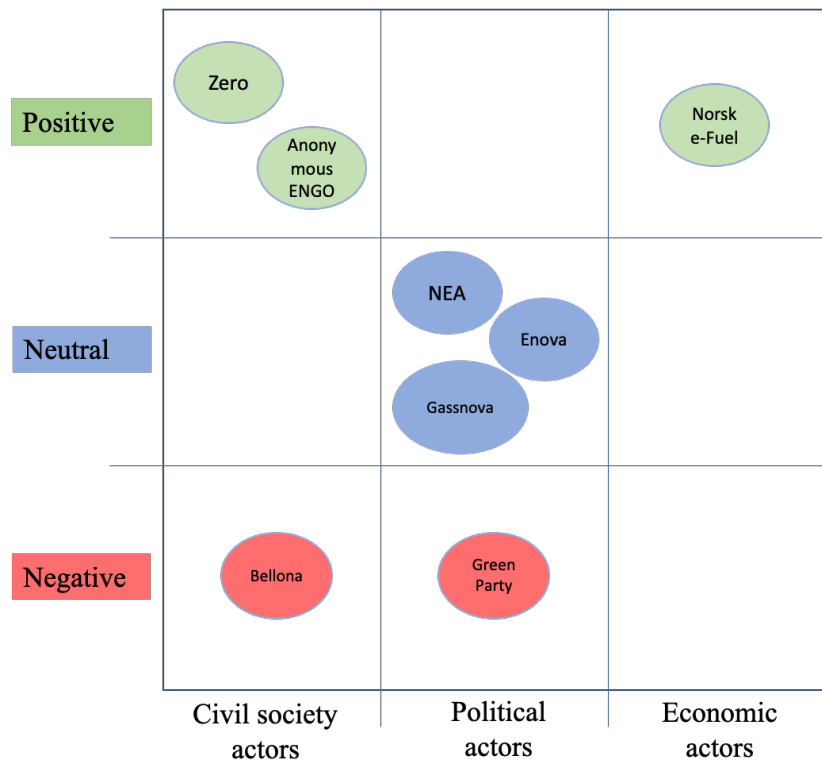 Zero
Anony
mous
ENGO
Norsk
e-Fuel
Positive
NEA
Enova
Gassnova
Neutral
Bellona
Green
Party
Negative
Civil society
actors
Political
actors
Economic
actors